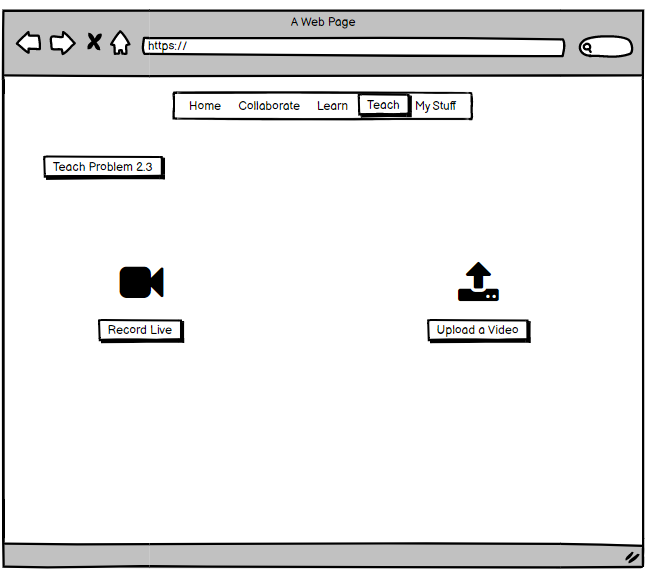 A Web Page
https://
Home Collaborate Learn Teach My Stuff
Teach Problem 2.3
Record Live Upload a Video